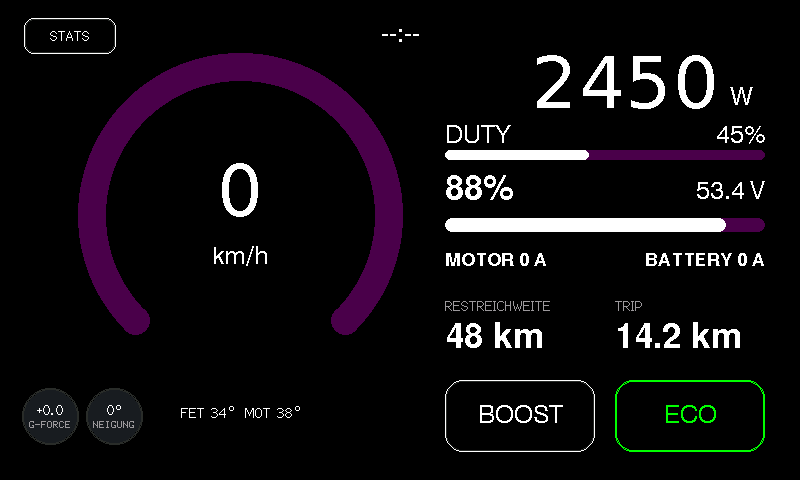 STATS
--:--
2450 W
DUTY 45%
88% 53.4 V
MOTOR 0 A BATTERY 0 A
0
km/h
RESTREICHWEITE TRIP
48 km 14.2 km
+0.0
G-FORCE
0°
NEIGUNG
FET 34° MOT 38°
BOOST ECO